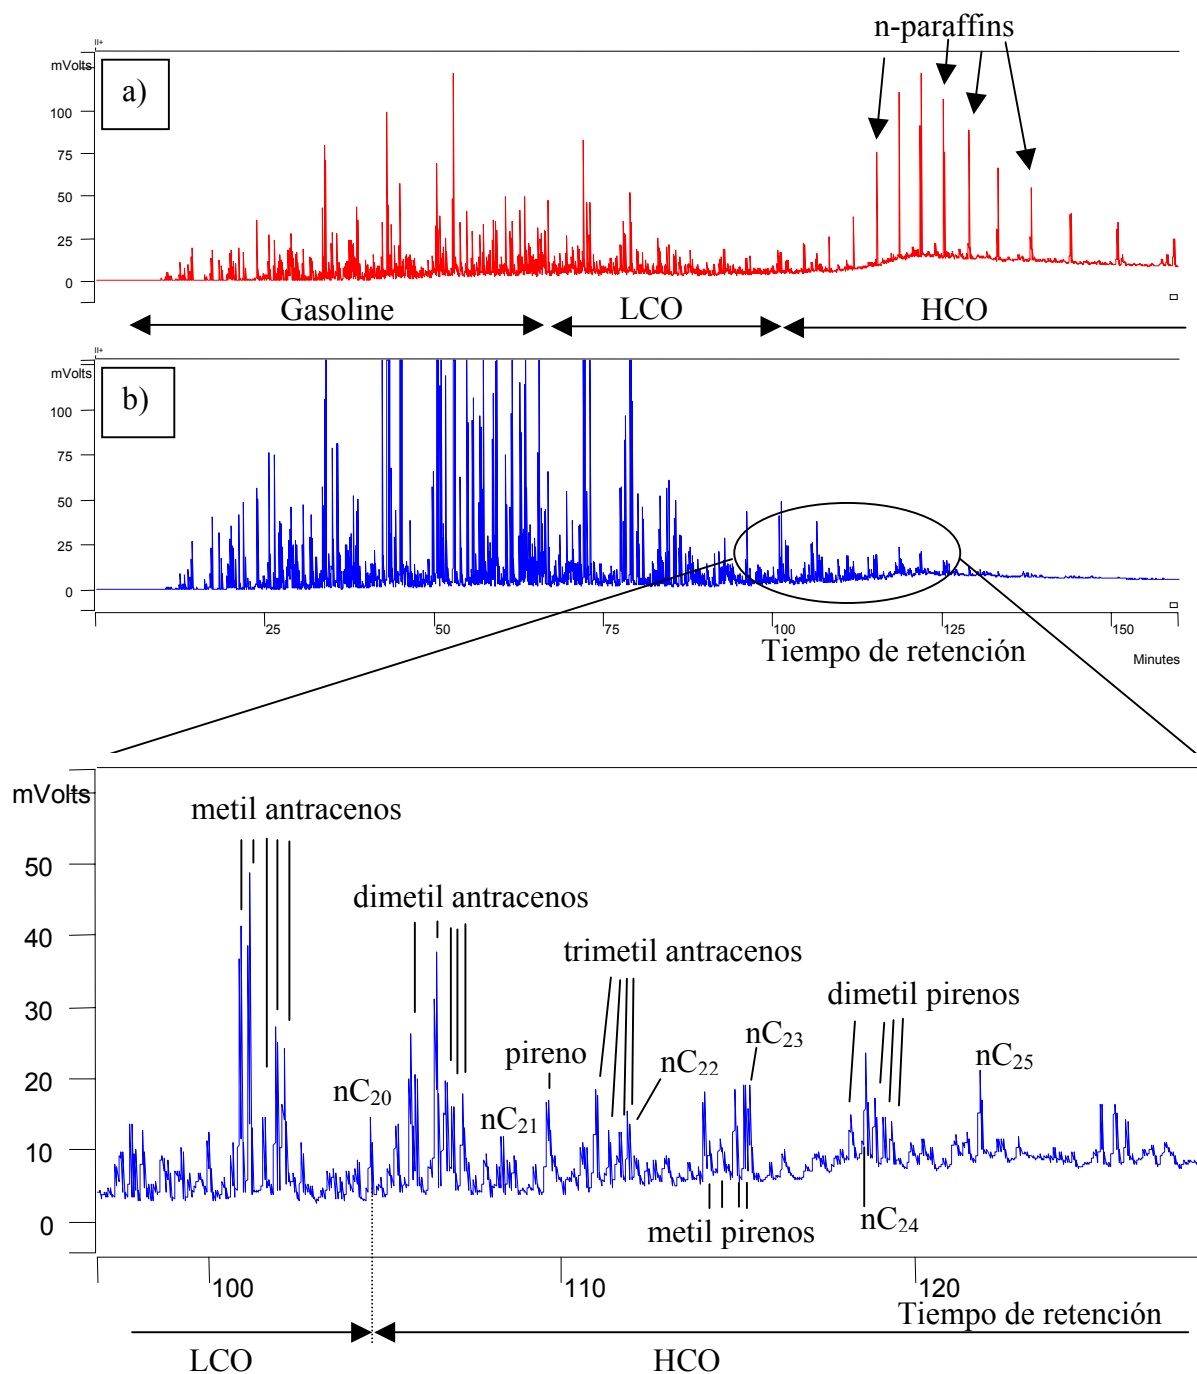 n-paraffins
II+
mVolts
a)
100
75
50
25
0
Gasoline LCO HCO
II+
mVolts
b)
100
75
50
25
0
25 50 75 100 125 150
Tiempo de retención
Minutes
mVolts
metil antracenos
50
dimetil antracenos
40
trimetil antracenos
30
dimetil pirenos
pireno
nC₂₃
nC₂₂
nC₂₅
20
nC₂₀
nC₂₁
10
0
metil pirenos
nC₂₄
100 110 120
Tiempo de retención
LCO HCO